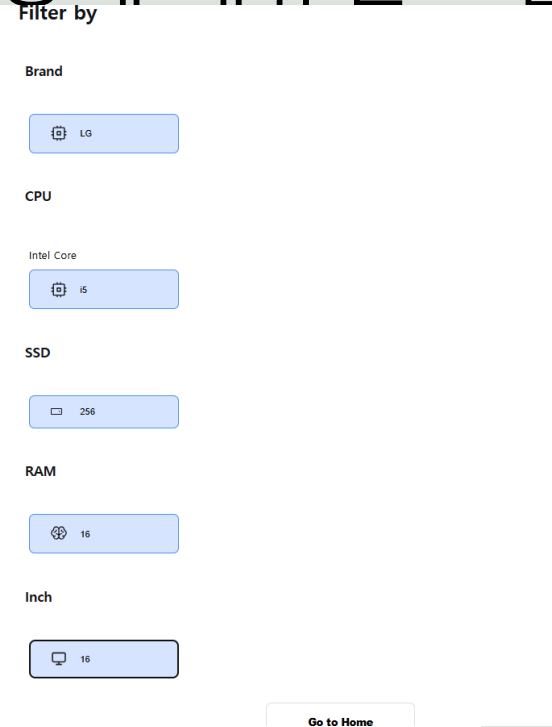 Filter by
Brand
LG
CPU
Intel Core
i5
SSD
256
RAM
16
Inch
16
Go to Home